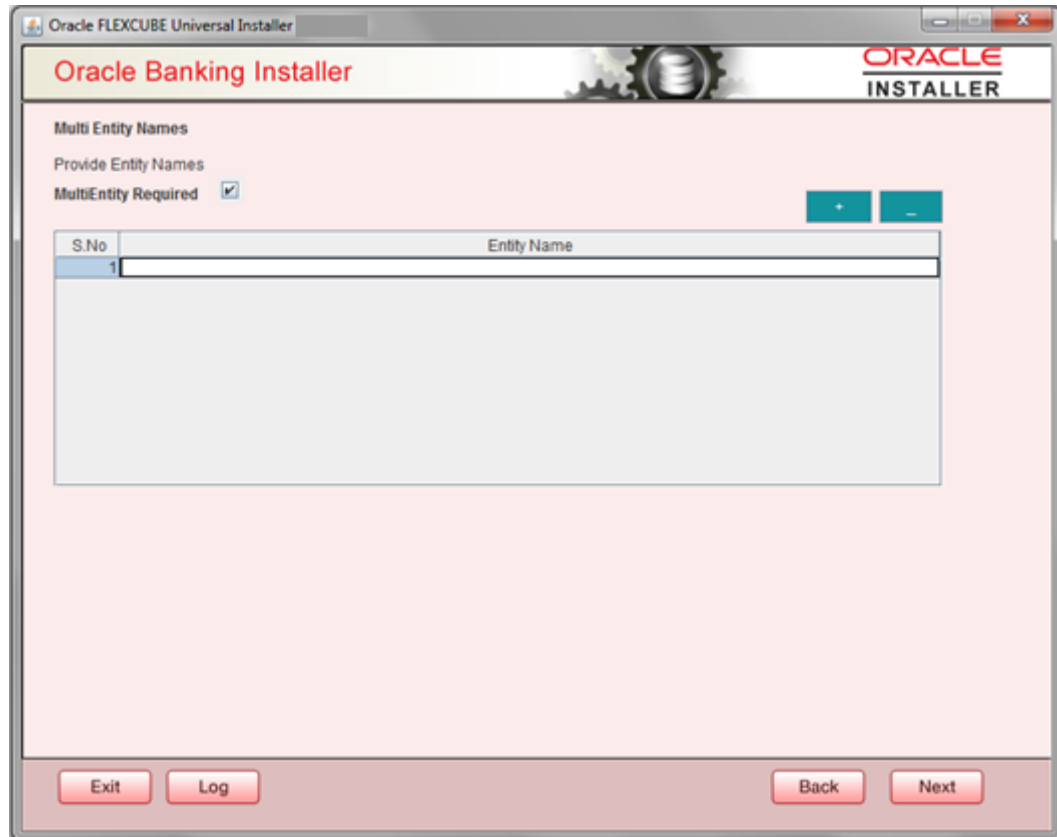 Oracle FLEXCUBE Universal Installer
Oracle Banking Installer
ORACLE
INSTALLER
Multi Entity Names
Provide Entity Names
MultiEntity Required
+ _
S.No Entity Name
1
Exit Log Back Next